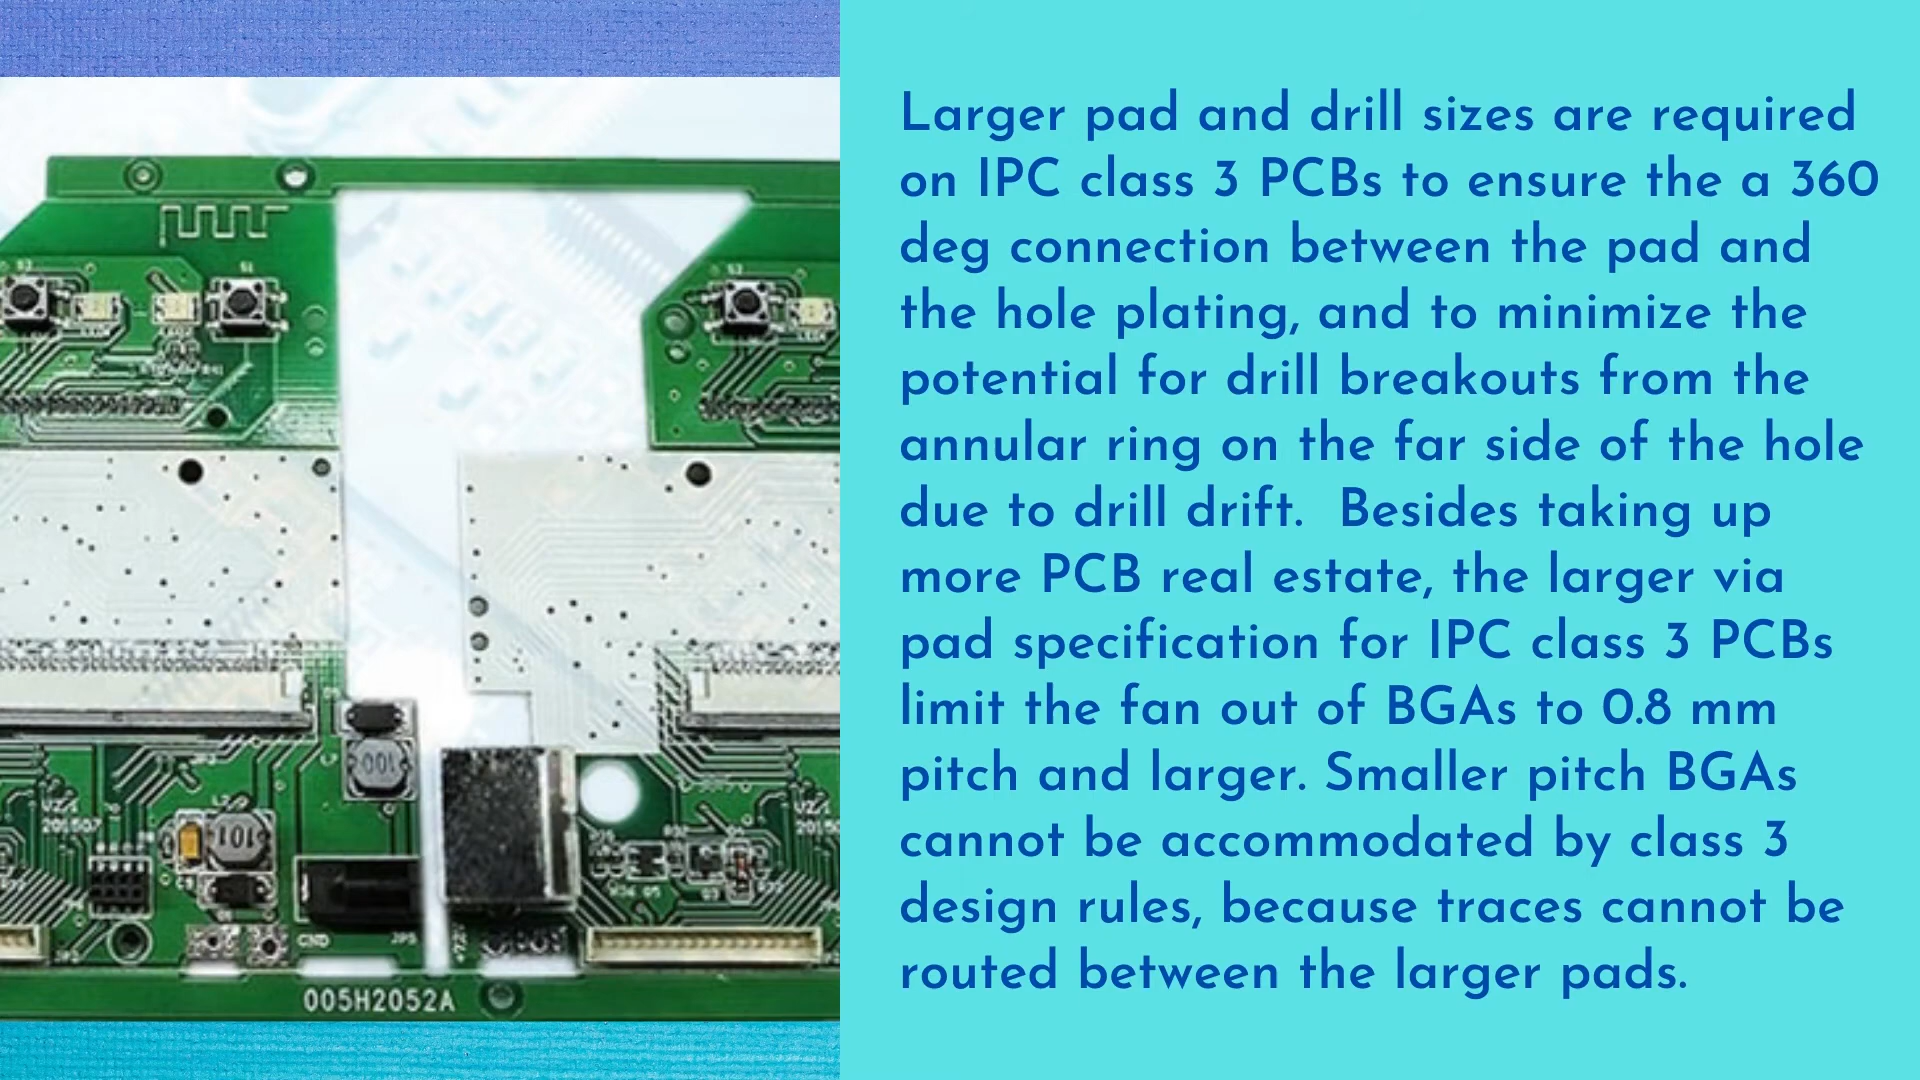 Larger pad and drill sizes are required
on IPC class 3 PCBs to ensure the a 360
deg connection between the pad and
the hole plating, and to minimize the
potential for drill breakouts from the
annular ring on the far side of the hole
due to drill drift.  Besides taking up
more PCB real estate, the larger via
pad specification for IPC class 3 PCBs
limit the fan out of BGAs to 0.8 mm
pitch and larger. Smaller pitch BGAs
cannot be accommodated by class 3
design rules, because traces cannot be
routed between the larger pads.
100
101
GND
005H2052A